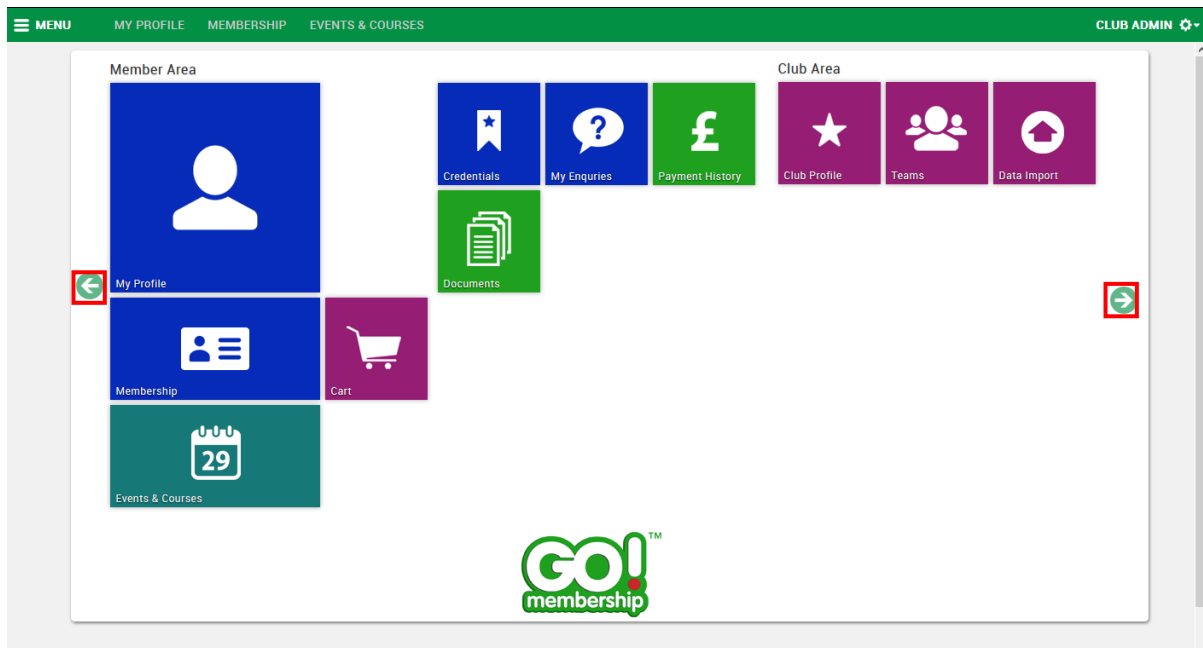 MENU MY PROFILE MEMBERSHIP EVENTS & COURSES CLUB ADMIN
Member Area
Club Area
My Profile
Credentials
My Enquries
Payment History
Club Profile
Teams
Data Import
Documents
Membership
Cart
29
Events & Courses
GO! TM
membership